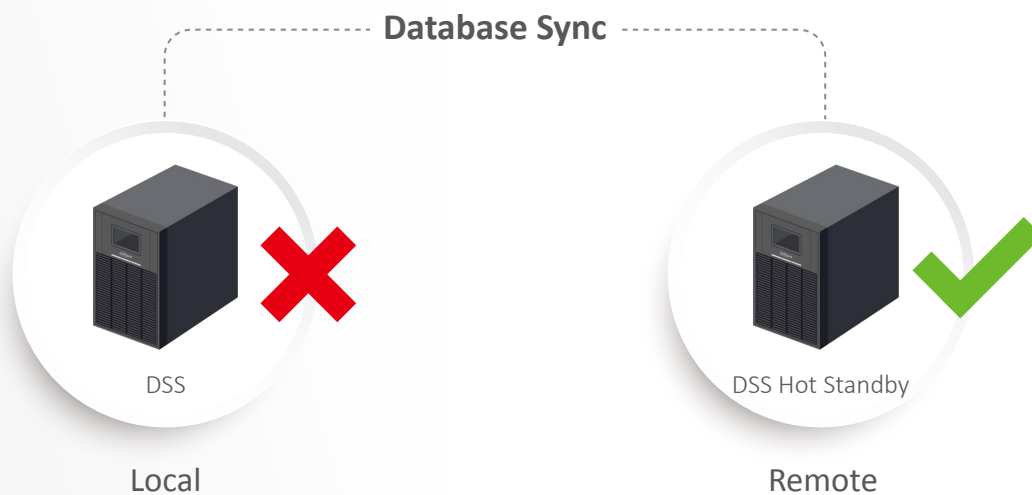 Database Sync
DSS
DSS Hot Standby
Local
Remote